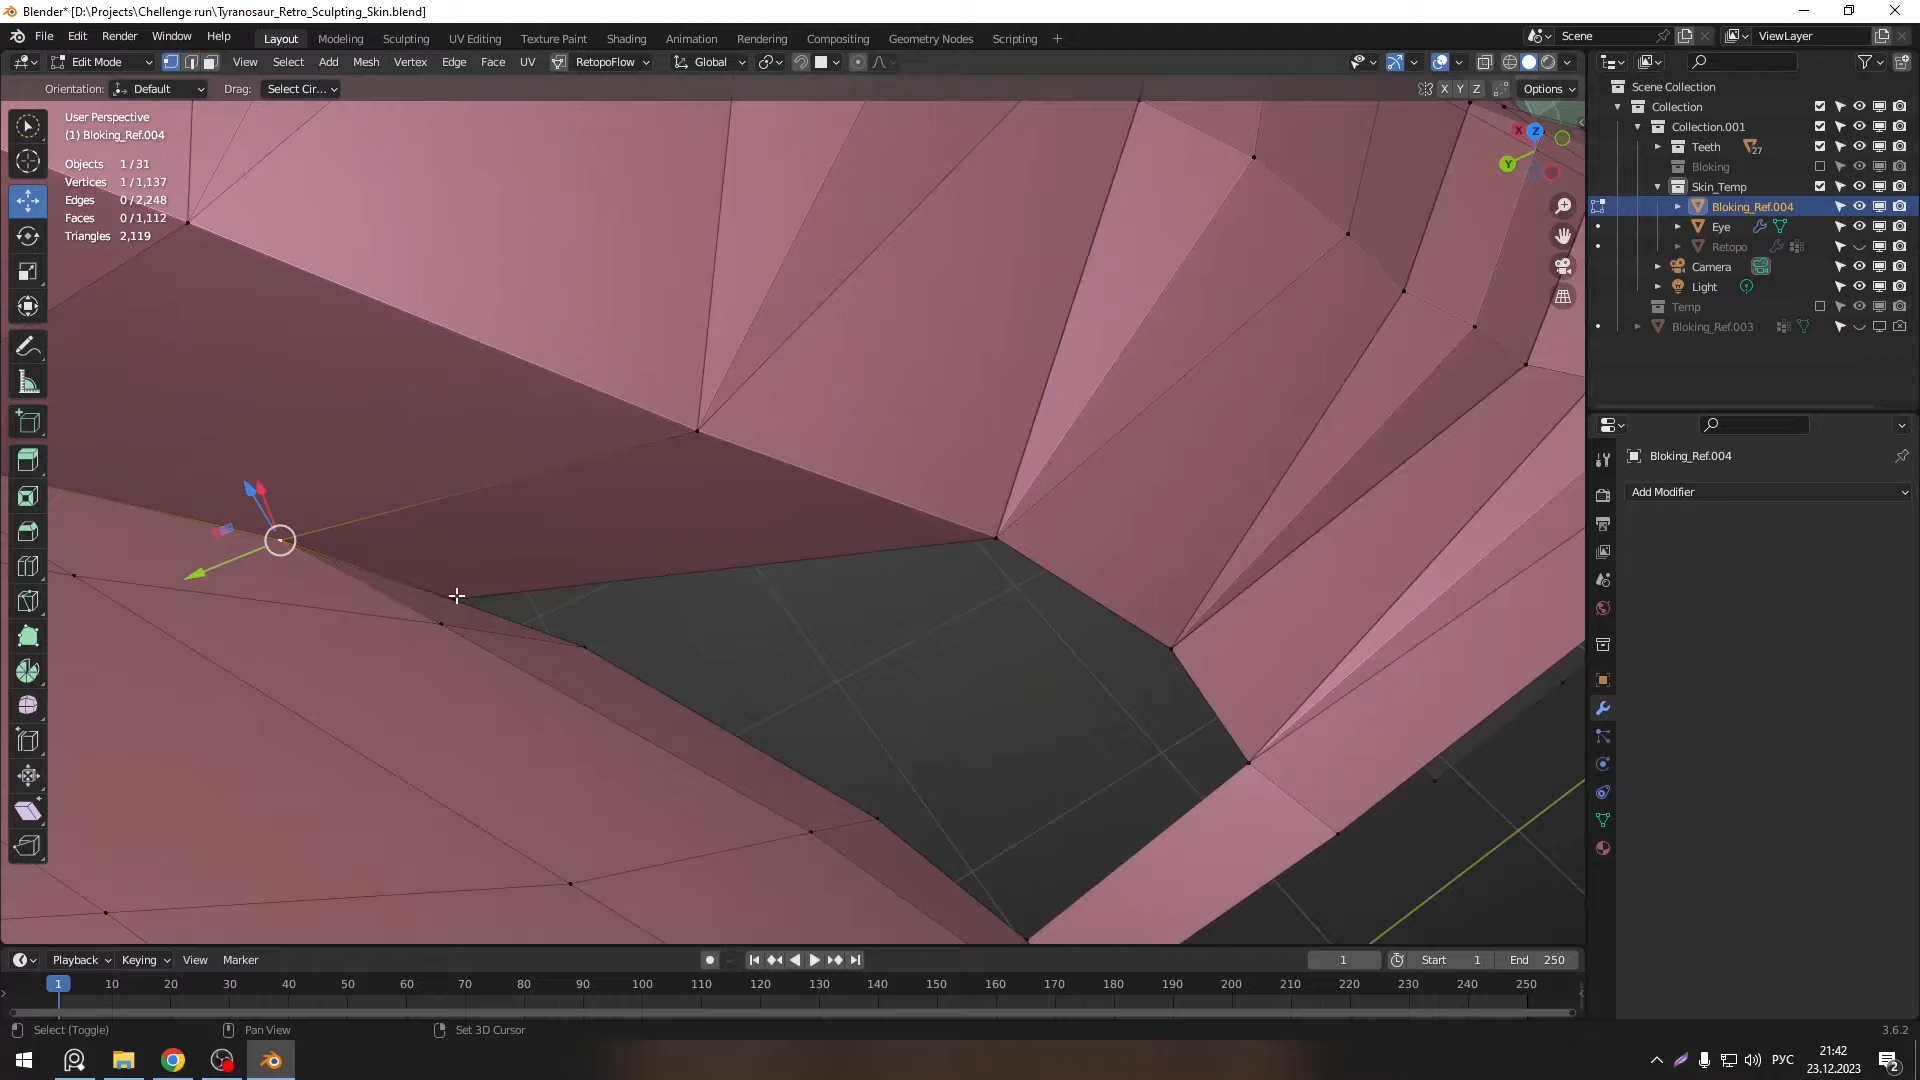 Blender* [D:\Projects\Chellenge run\Tyranosaur_Retro_Sculpting_Skin.blend]
File Edit Render Window Help Layout Modeling Sculpting UV Editing Texture Paint Shading Animation Rendering Compositing Geometry Nodes Scripting + Scene ViewLayer
Edit Mode View Select Add Mesh Vertex Edge Face UV RetopoFlow Global
Orientation: Default Drag: Select Cir... X Y Z Options
User Perspective
(1) Bloking_Ref.004
Objects 1 / 31
Vertices 1 / 1,137
Edges 0 / 2,248
Faces 0 / 1,112
Triangles 2,119
X Z
Y
Scene Collection
Collection
Collection.001
Teeth 27
Bloking
Skin_Temp
Bloking_Ref.004
Eye
Retopo
Camera
Light
Temp
Bloking_Ref.003
Bloking_Ref.004
Add Modifier
Playback Keying View Marker 1 Start 1 End 250
1 10 20 30 40 50 60 70 80 90 100 110 120 130 140 150 160 170 180 190 200 210 220 230 240 250
Select (Toggle) Pan View Set 3D Cursor 3.6.2
РУС 21:42
23.12.2023 2